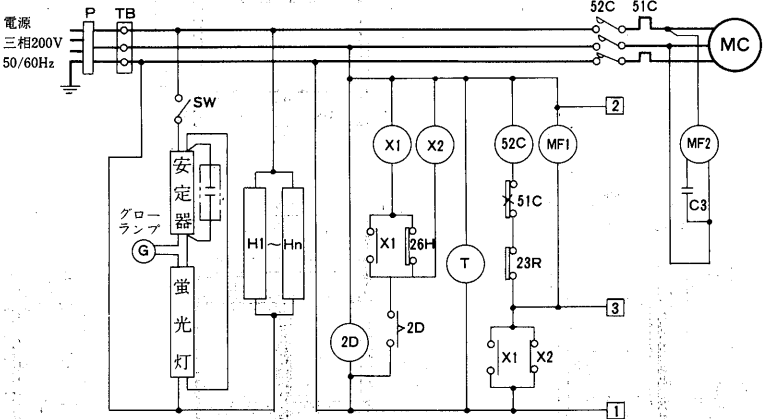 電源
三相200V
50/60Hz
P
TB
52C
51C
MC
SW
安定器
グロー
ランプ
G
蛍光灯
H1~Hn
X1
X2
X1
26H
2D
2D
T
52C
MF1
51C
23R
X1
X2
2
3
1
MF2
C3